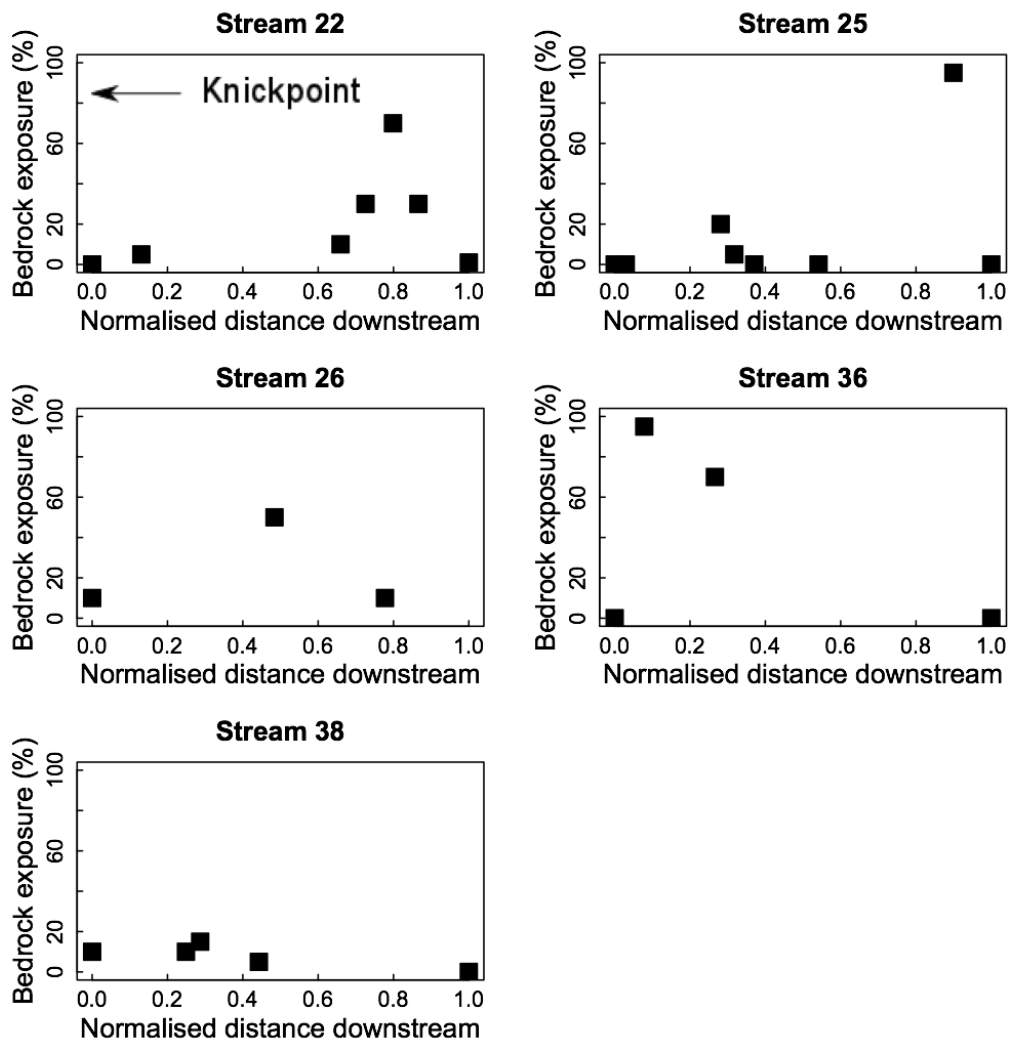 Stream 22
Bedrock exposure (%)
100
60
20
0
Knickpoint
0.0 0.2 0.4 0.6 0.8 1.0
Normalised distance downstream
Stream 25
Bedrock exposure (%)
100
60
20
0
0.0 0.2 0.4 0.6 0.8 1.0
Normalised distance downstream
Stream 26
Bedrock exposure (%)
100
60
20
0
0.0 0.2 0.4 0.6 0.8 1.0
Normalised distance downstream
Stream 36
Bedrock exposure (%)
100
60
20
0
0.0 0.2 0.4 0.6 0.8 1.0
Normalised distance downstream
Stream 38
Bedrock exposure (%)
100
60
20
0
0.0 0.2 0.4 0.6 0.8 1.0
Normalised distance downstream